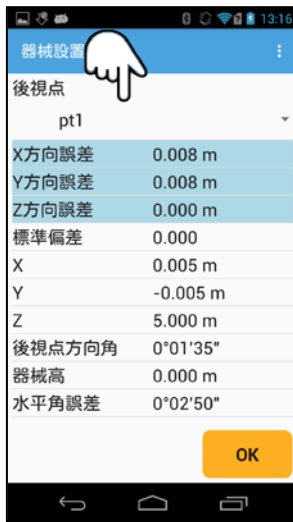 13:16
器械設置
後視点
pt1
X方向誤差 0.008 m
Y方向誤差 0.008 m
Z方向誤差 0.000 m
標準偏差 0.000
X 0.005 m
Y -0.005 m
Z 5.000 m
後視点方向角 0°01'35"
器械高 0.000 m
水平角誤差 0°02'50"
OK